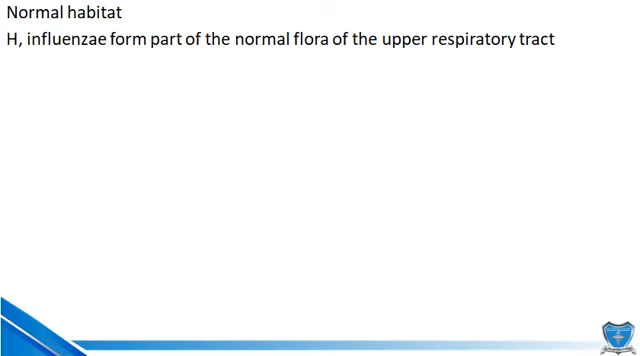 Normal habitat
H, influenzae form part of the normal flora of the upper respiratory tract